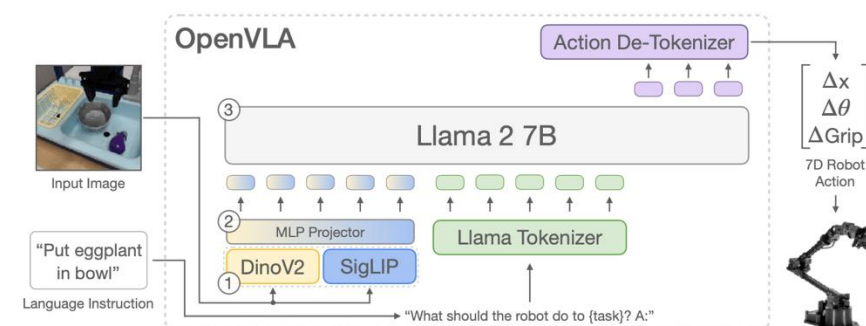 OpenVLA
Action De-Tokenizer
Δx
Δθ
ΔGrip
7D Robot
Action
3
Llama 2 7B
Input Image
2
MLP Projector
Llama Tokenizer
1
DinoV2
SigLIP
“Put eggplant
in bowl”
Language Instruction
“What should the robot do to {task}? A:”